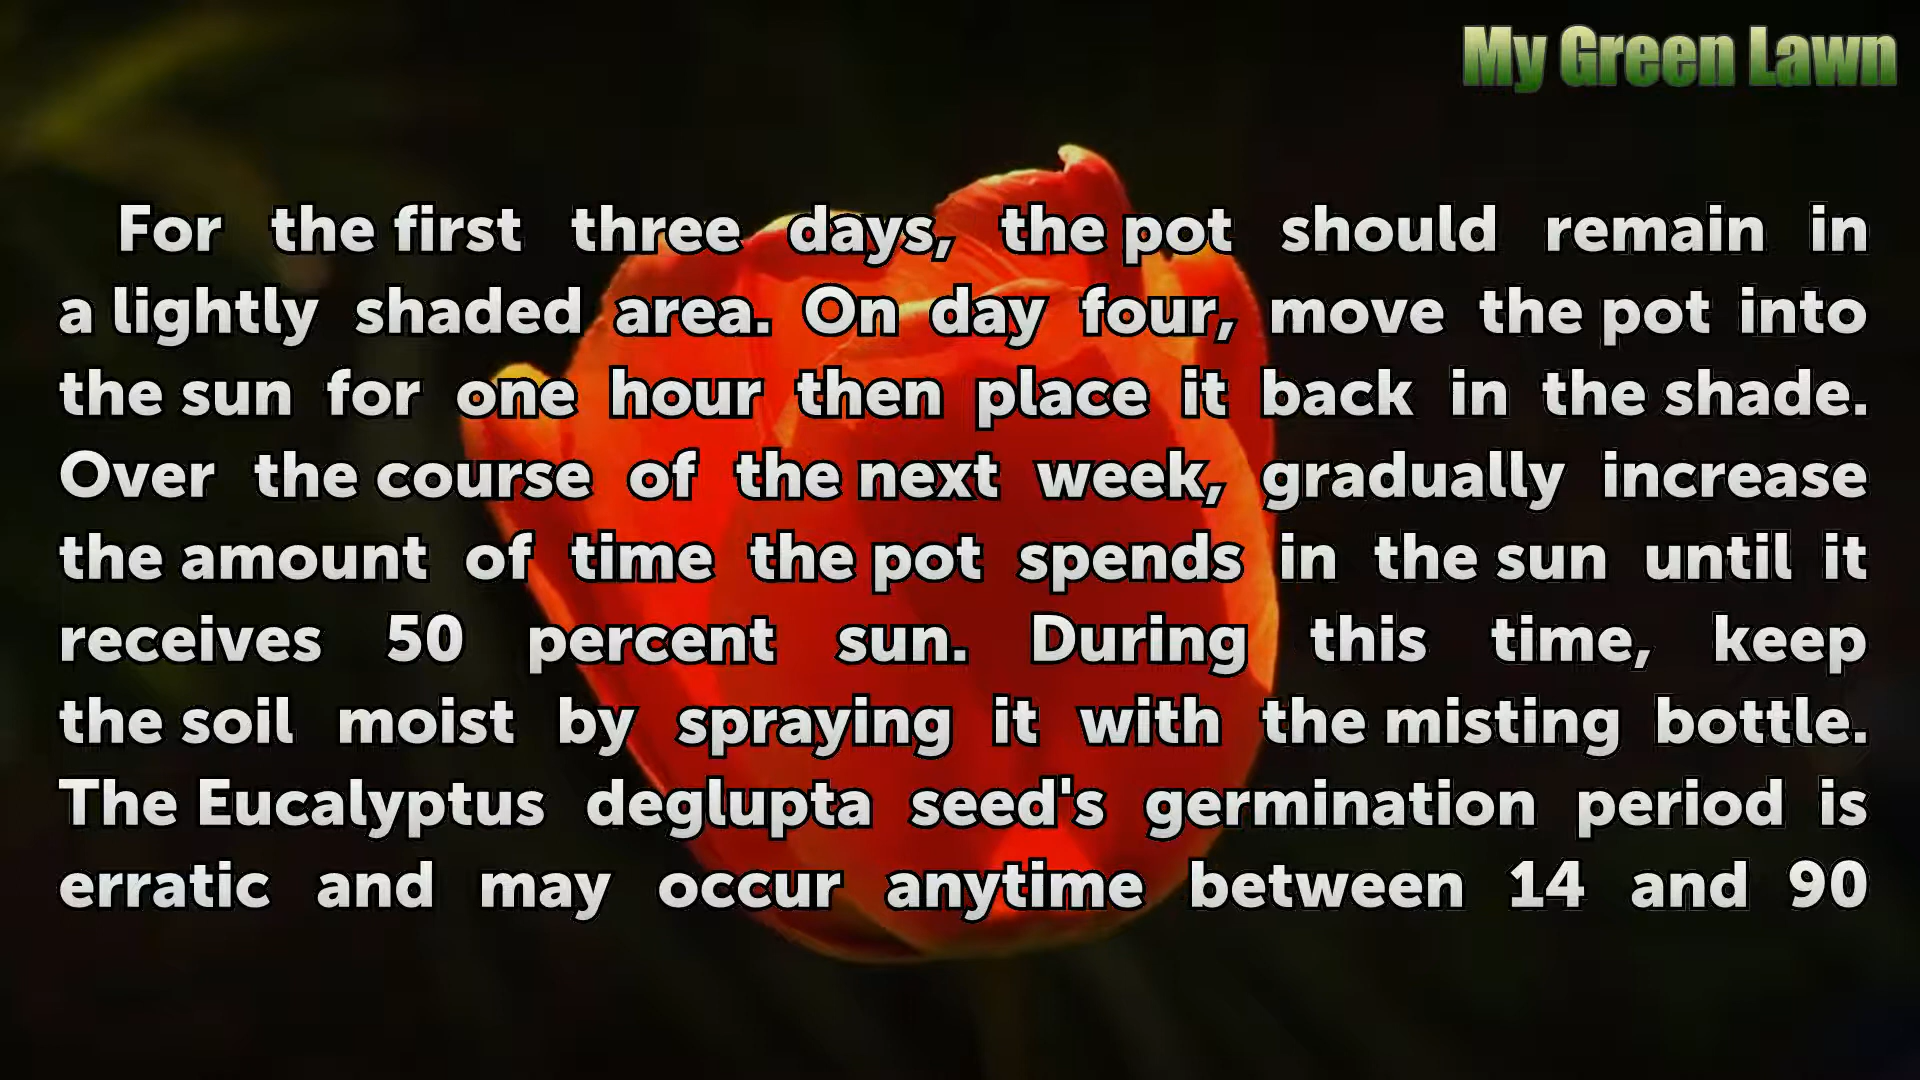 My Green Lawn
For the first three days, the pot should remain in
a lightly shaded area. On day four, move the pot into
the sun for one hour then place it back in the shade.
Over the course of the next week, gradually increase
the amount of time the pot spends in the sun until it
receives 50 percent sun. During this time, keep
the soil moist by spraying it with the misting bottle.
The Eucalyptus deglupta seed's germination period is
erratic and may occur anytime between 14 and 90